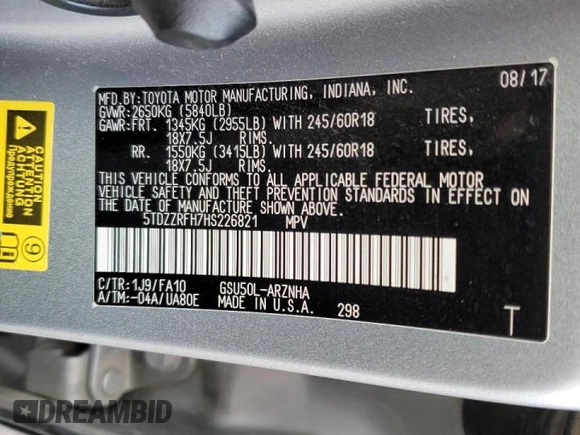 MFD.BY:TOYOTA MOTOR MANUFACTURING, INDIANA, INC. 08/17
GVWR:2650KG (5840LB)
GAWR:FRT. 1345KG (2955LB) WITH 245/60R18 TIRES,
18X7.5J RIMS.
RR. 1550KG (3415LB) WITH 245/60R18 TIRES,
18X7.5J RIMS.
THIS VEHICLE CONFORMS TO ALL APPLICABLE FEDERAL MOTOR
VEHICLE SAFETY AND THEFT PREVENTION STANDARDS IN EFFECT
ON THE DATE OF MANUFACTURE SHOWN ABOVE.
5TDZZRFH7HS226821 MPV
C/TR:1J9/FA10 GSU50L-ARZNHA
A/TM:-04A/UA80E MADE IN U.S.A. 298 T
CAUTION
ATTENTION
ACHTUNG
Предупреждение
9
DREAMBID